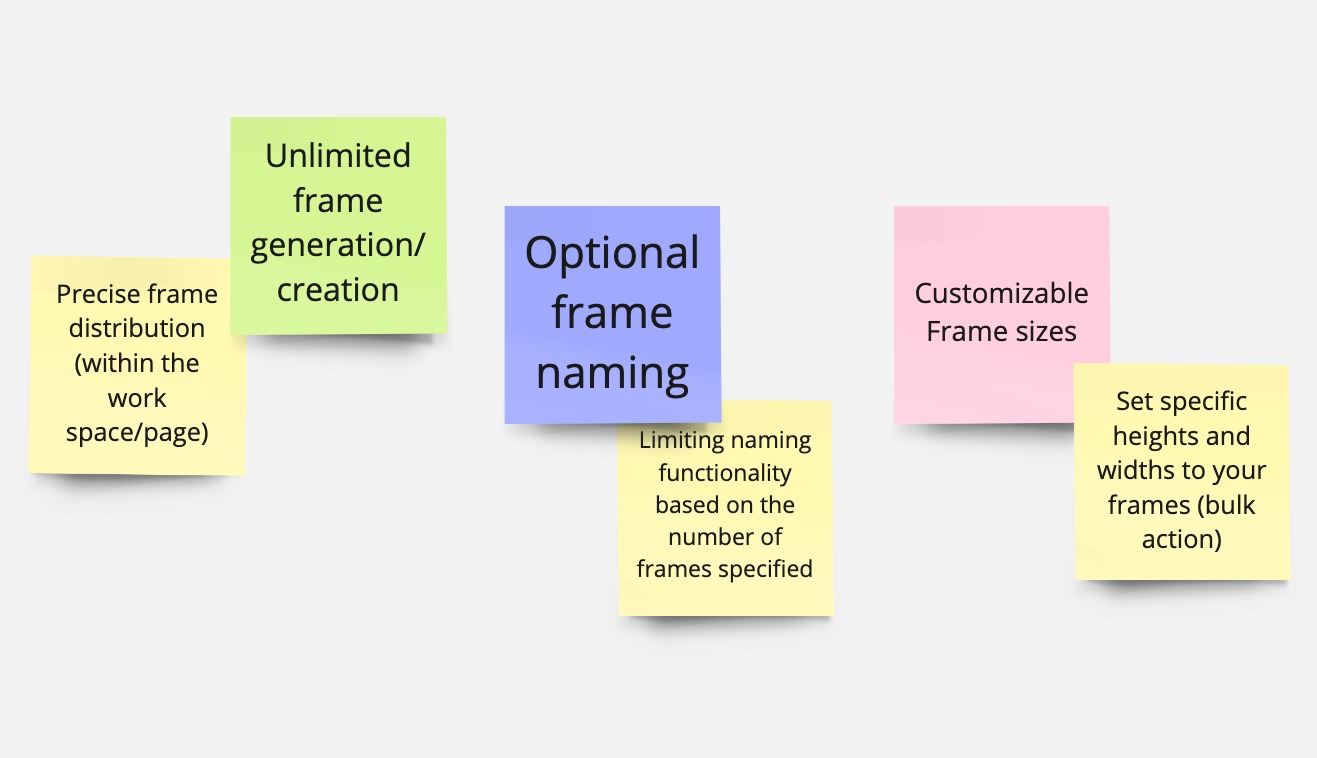 Unlimited
frame
generation/
creation
Precise frame
distribution
(within the
work
space/page)
Optional
frame
naming
Limiting naming
functionality
based on the
number of
frames specified
Customizable
Frame sizes
Set specific
heights and
widths to your
frames (bulk
action)